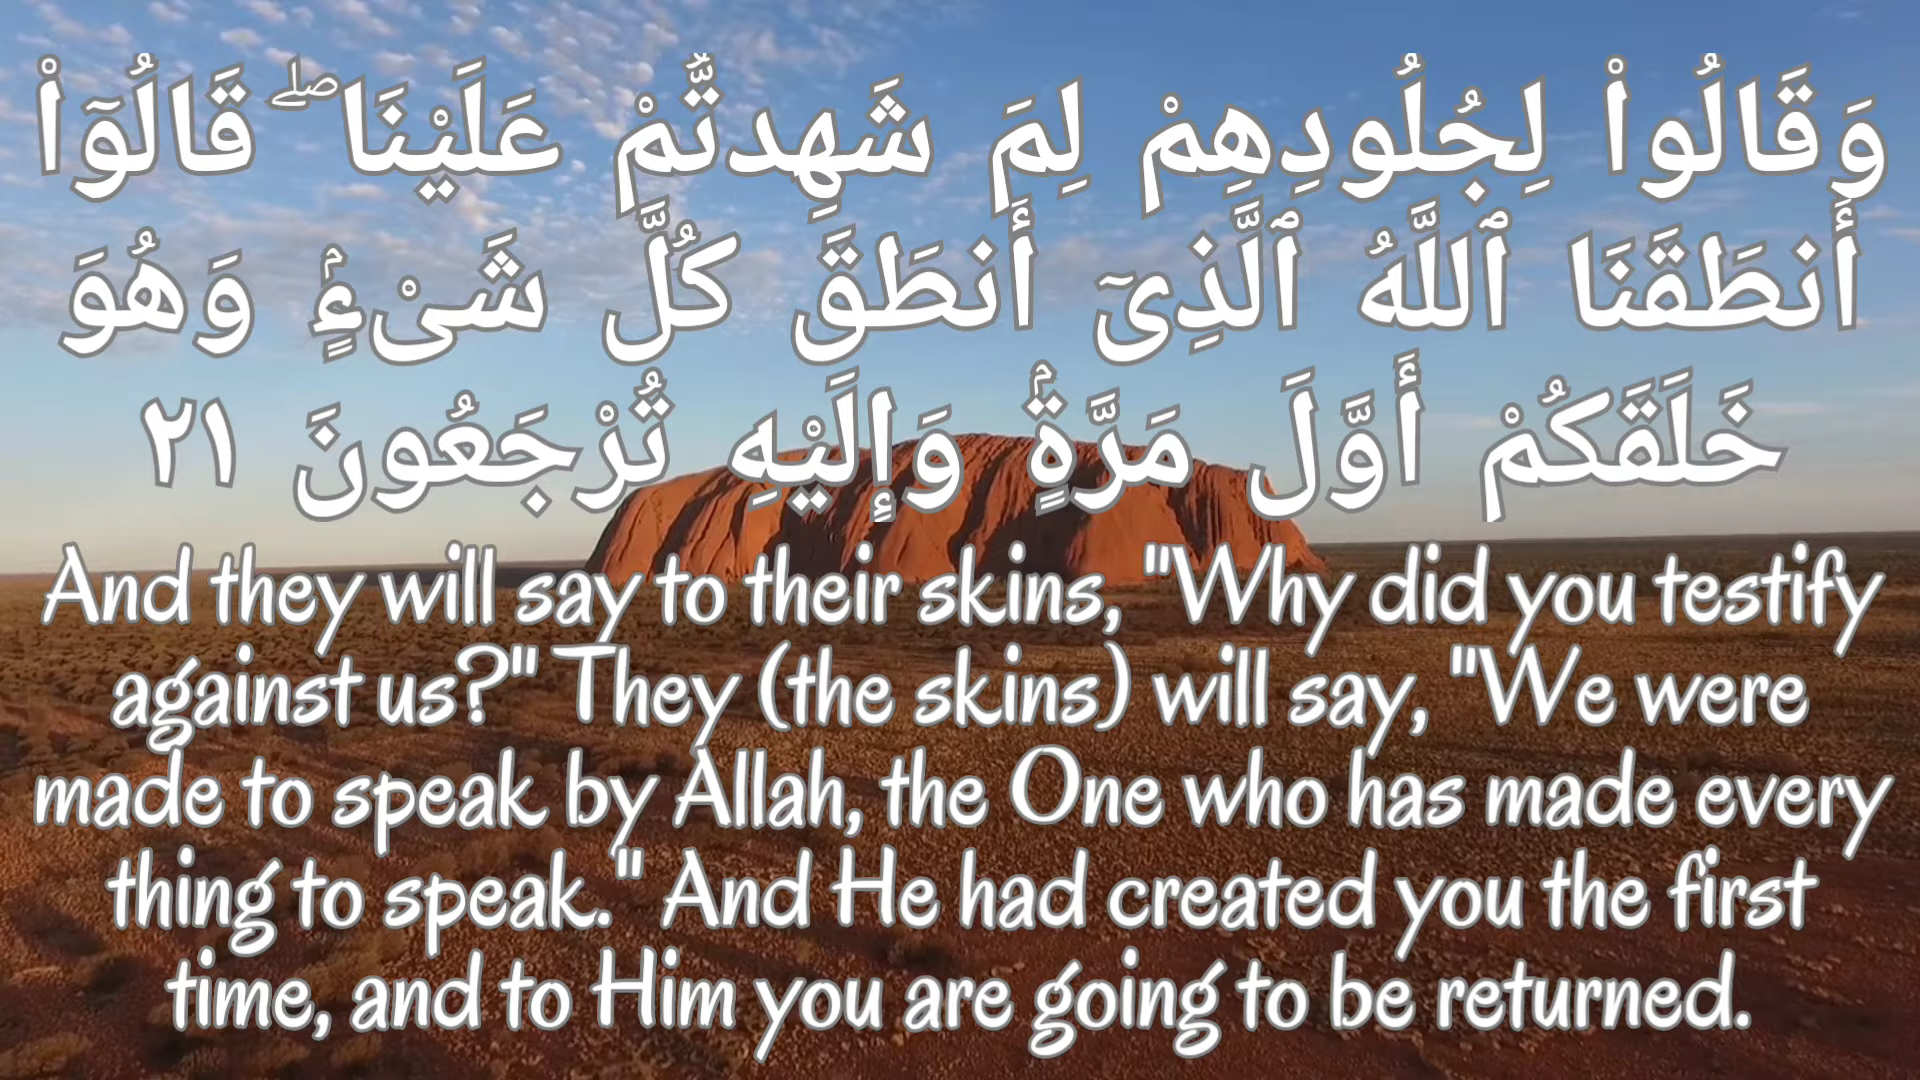 وَقَالُوا۟ لِجُلُودِهِمْ لِمَ شَهِدتُّمْ عَلَيْنَا ۖ قَالُوٓا۟
أَنطَقَنَا ٱللَّهُ ٱلَّذِىٓ أَنطَقَ كُلَّ شَىْءٍۢ وَهُوَ
خَلَقَكُمْ أَوَّلَ مَرَّةٍۢ وَإِلَيْهِ تُرْجَعُونَ ٢١
And they will say to their skins, "Why did you testify
against us?" They (the skins) will say, "We were
made to speak by Allah, the One who has made every
thing to speak." And He had created you the first
time, and to Him you are going to be returned.